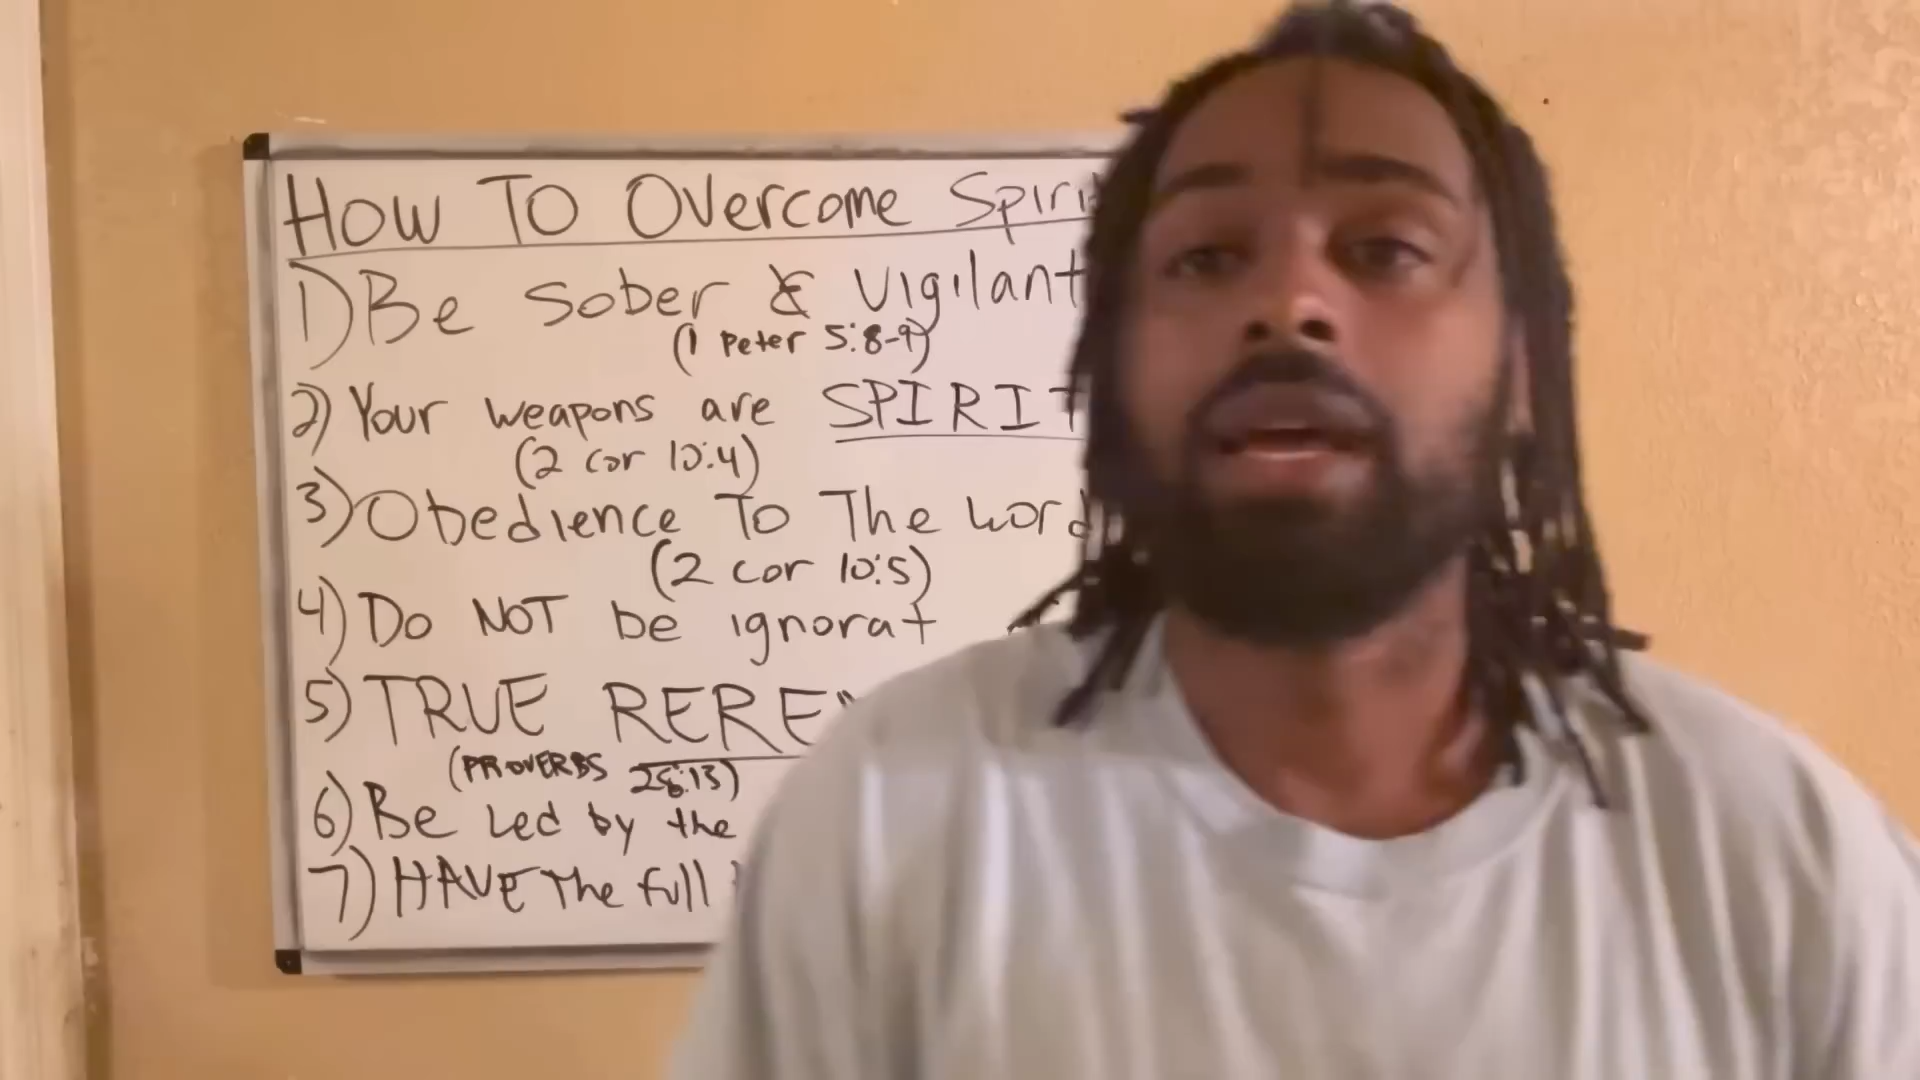 HOW TO Overcome Spiri
1) Be sober & Vigilant
(1 Peter 5:8-9)
2) Your weapons are SPIRIT
(2 cor 10:4)
3) Obedience To The word
(2 cor 10:5)
4) Do NOT be ignorat
5) TRUE RERE
(PROVERBS 28:13)
6) Be Led by the
7) HAVE The full